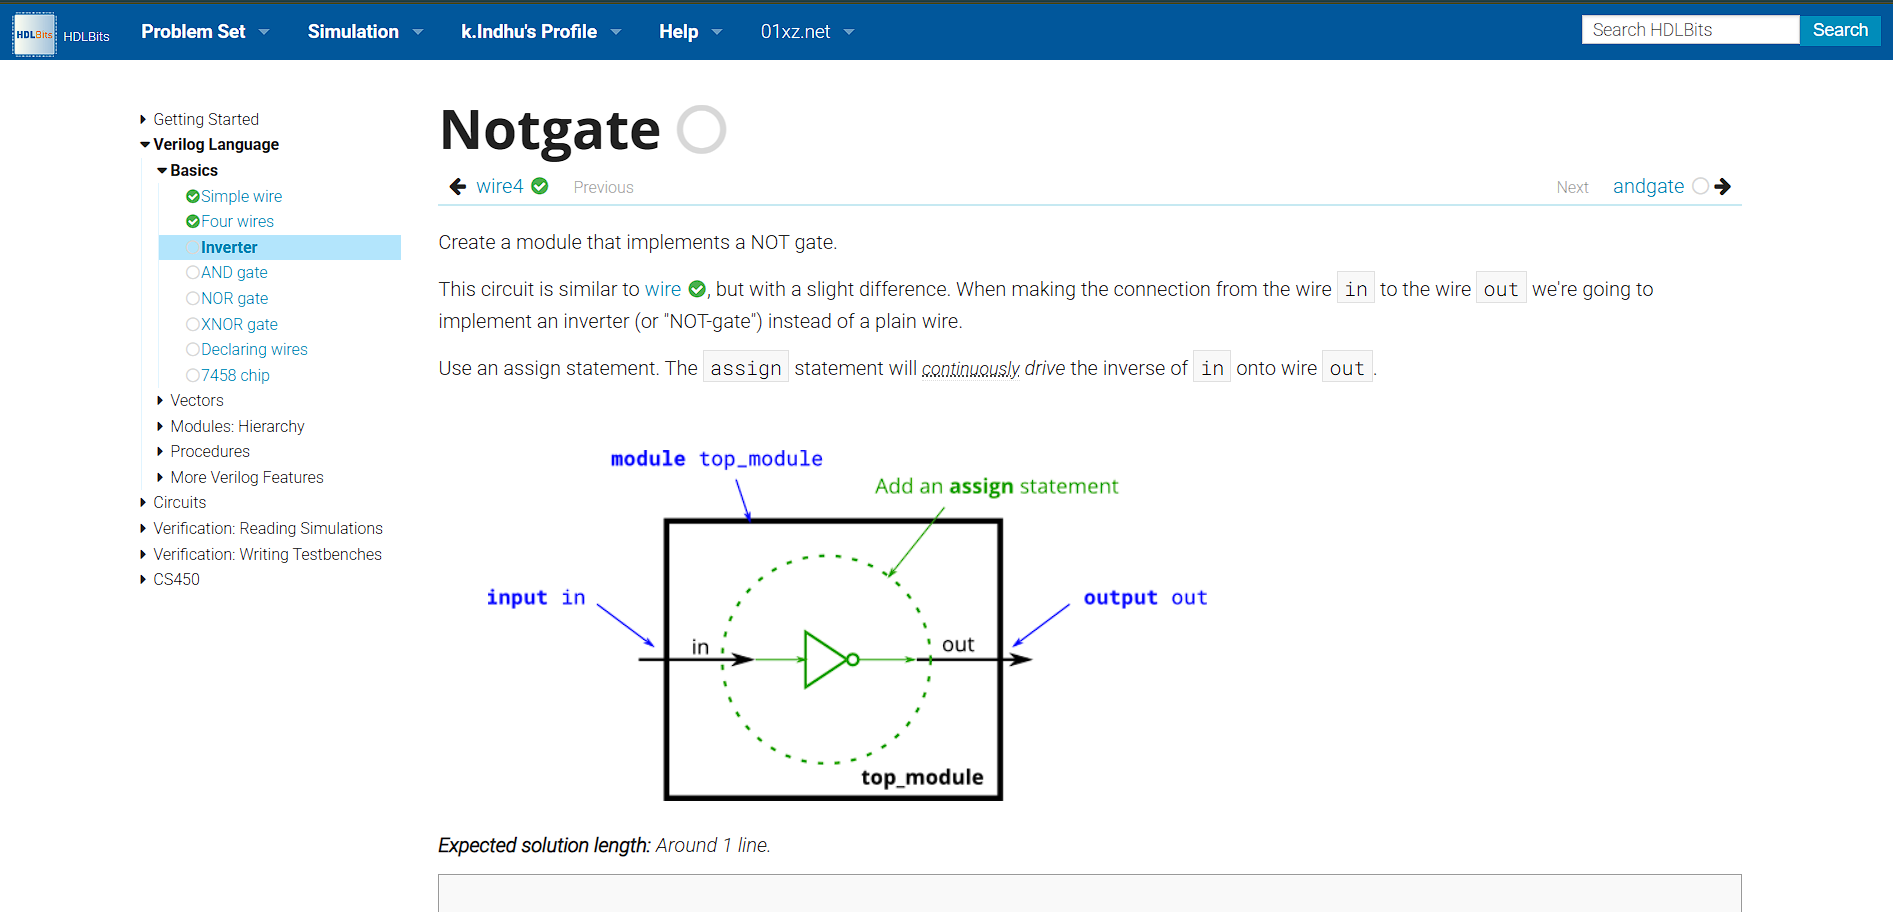 HDLBits HDLBits Problem Set Simulation k.Indhu's Profile Help 01xz.net Search HDLBits Search
Getting Started
Verilog Language
Basics
Simple wire
Four wires
Inverter
AND gate
NOR gate
XNOR gate
Declaring wires
7458 chip
Vectors
Modules: Hierarchy
Procedures
More Verilog Features
Circuits
Verification: Reading Simulations
Verification: Writing Testbenches
CS450
Notgate
wire4 Previous Next andgate
Create a module that implements a NOT gate.
This circuit is similar to wire , but with a slight difference. When making the connection from the wire in to the wire out we're going to
implement an inverter (or "NOT-gate") instead of a plain wire.
Use an assign statement. The assign statement will continuously drive the inverse of in onto wire out .
module top_module
Add an assign statement
input in
output out
in
out
top_module
Expected solution length: Around 1 line.